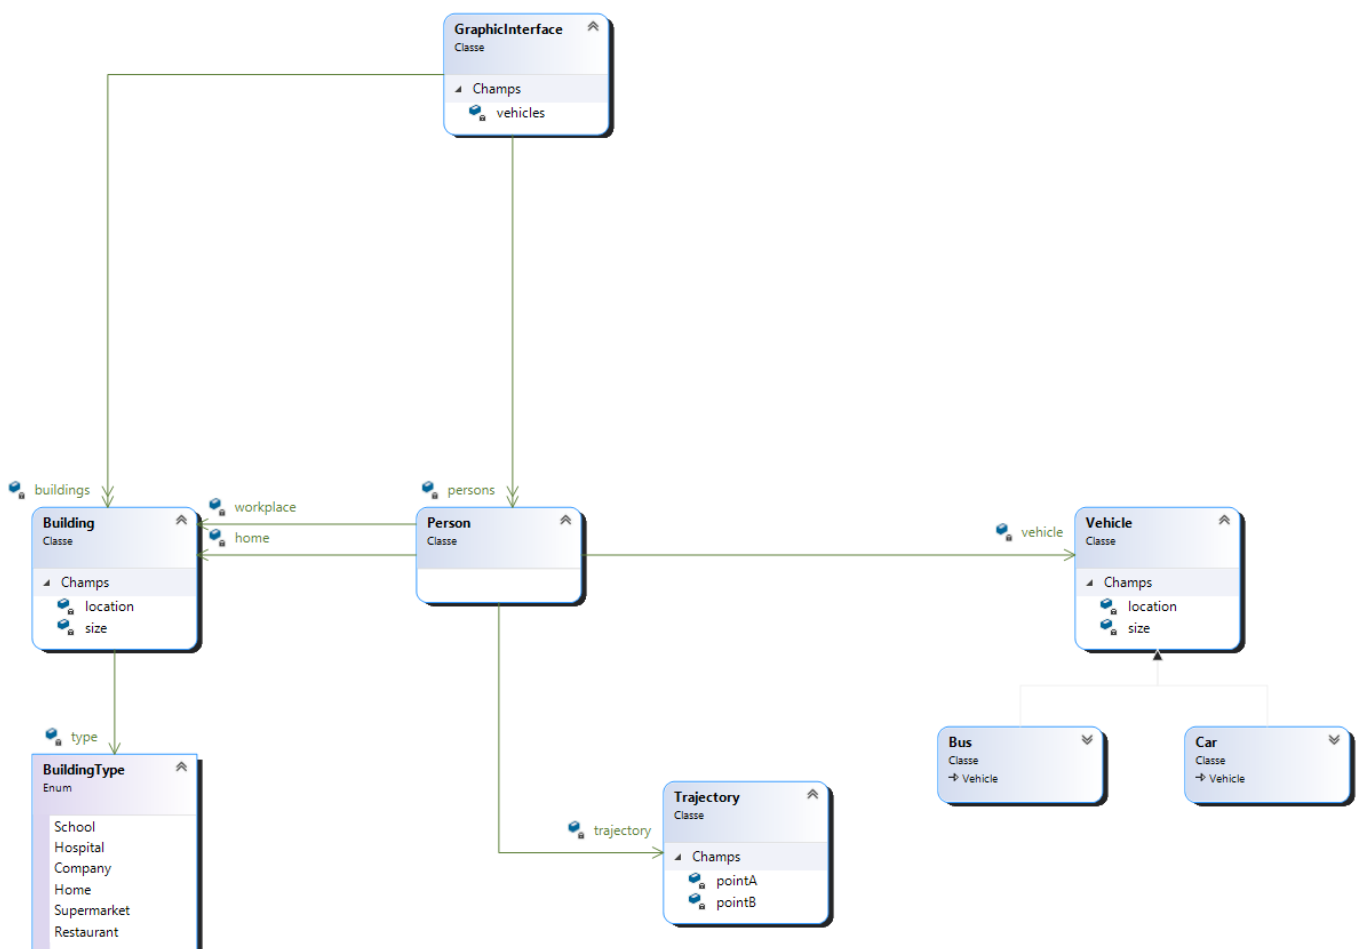 GraphicInterface
Classe
Champs
vehicles
buildings
persons
workplace
home
vehicle
Building
Classe
Champs
location
size
Person
Classe
Vehicle
Classe
Champs
location
size
type
BuildingType
Enum
School
Hospital
Company
Home
Supermarket
Restaurant
trajectory
Trajectory
Classe
Champs
pointA
pointB
Bus
Classe
Vehicle
Car
Classe
Vehicle